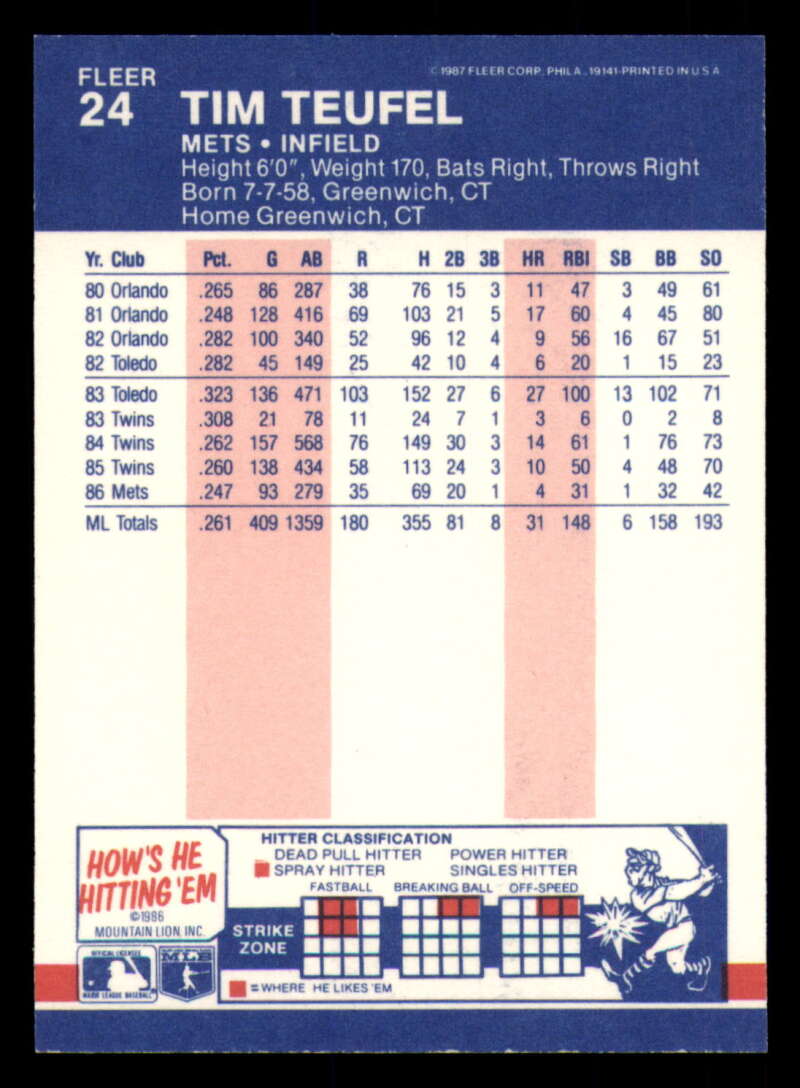 FLEER
© 1987 FLEER CORP. PHILA., 19141-PRINTED IN U S A
24 TIM TEUFEL
METS • INFIELD
Height 6'0", Weight 170, Bats Right, Throws Right
Born 7-7-58, Greenwich, CT
Home Greenwich, CT
Yr. Club Pct. G AB R H 2B 3B HR RBI SB BB SO
80 Orlando .265 86 287 38 76 15 3 11 47 3 49 61
81 Orlando .248 128 416 69 103 21 5 17 60 4 45 80
82 Orlando .282 100 340 52 96 12 4 9 56 16 67 51
82 Toledo .282 45 149 25 42 10 4 6 20 1 15 23
83 Toledo .323 136 471 103 152 27 6 27 100 13 102 71
83 Twins .308 21 78 11 24 7 1 3 6 0 2 8
84 Twins .262 157 568 76 149 30 3 14 61 1 76 73
85 Twins .260 138 434 58 113 24 3 10 50 4 48 70
86 Mets .247 93 279 35 69 20 1 4 31 1 32 42
ML Totals .261 409 1359 180 355 81 8 31 148 6 158 193
HOW'S HE
HITTING 'EM
©1986
MOUNTAIN LION, INC.
OFFICIAL LICENSEE
MAJOR LEAGUE BASEBALL
MLB
HITTER CLASSIFICATION
DEAD PULL HITTER POWER HITTER
SPRAY HITTER SINGLES HITTER
FASTBALL BREAKING BALL OFF-SPEED
STRIKE
ZONE
= WHERE HE LIKES 'EM